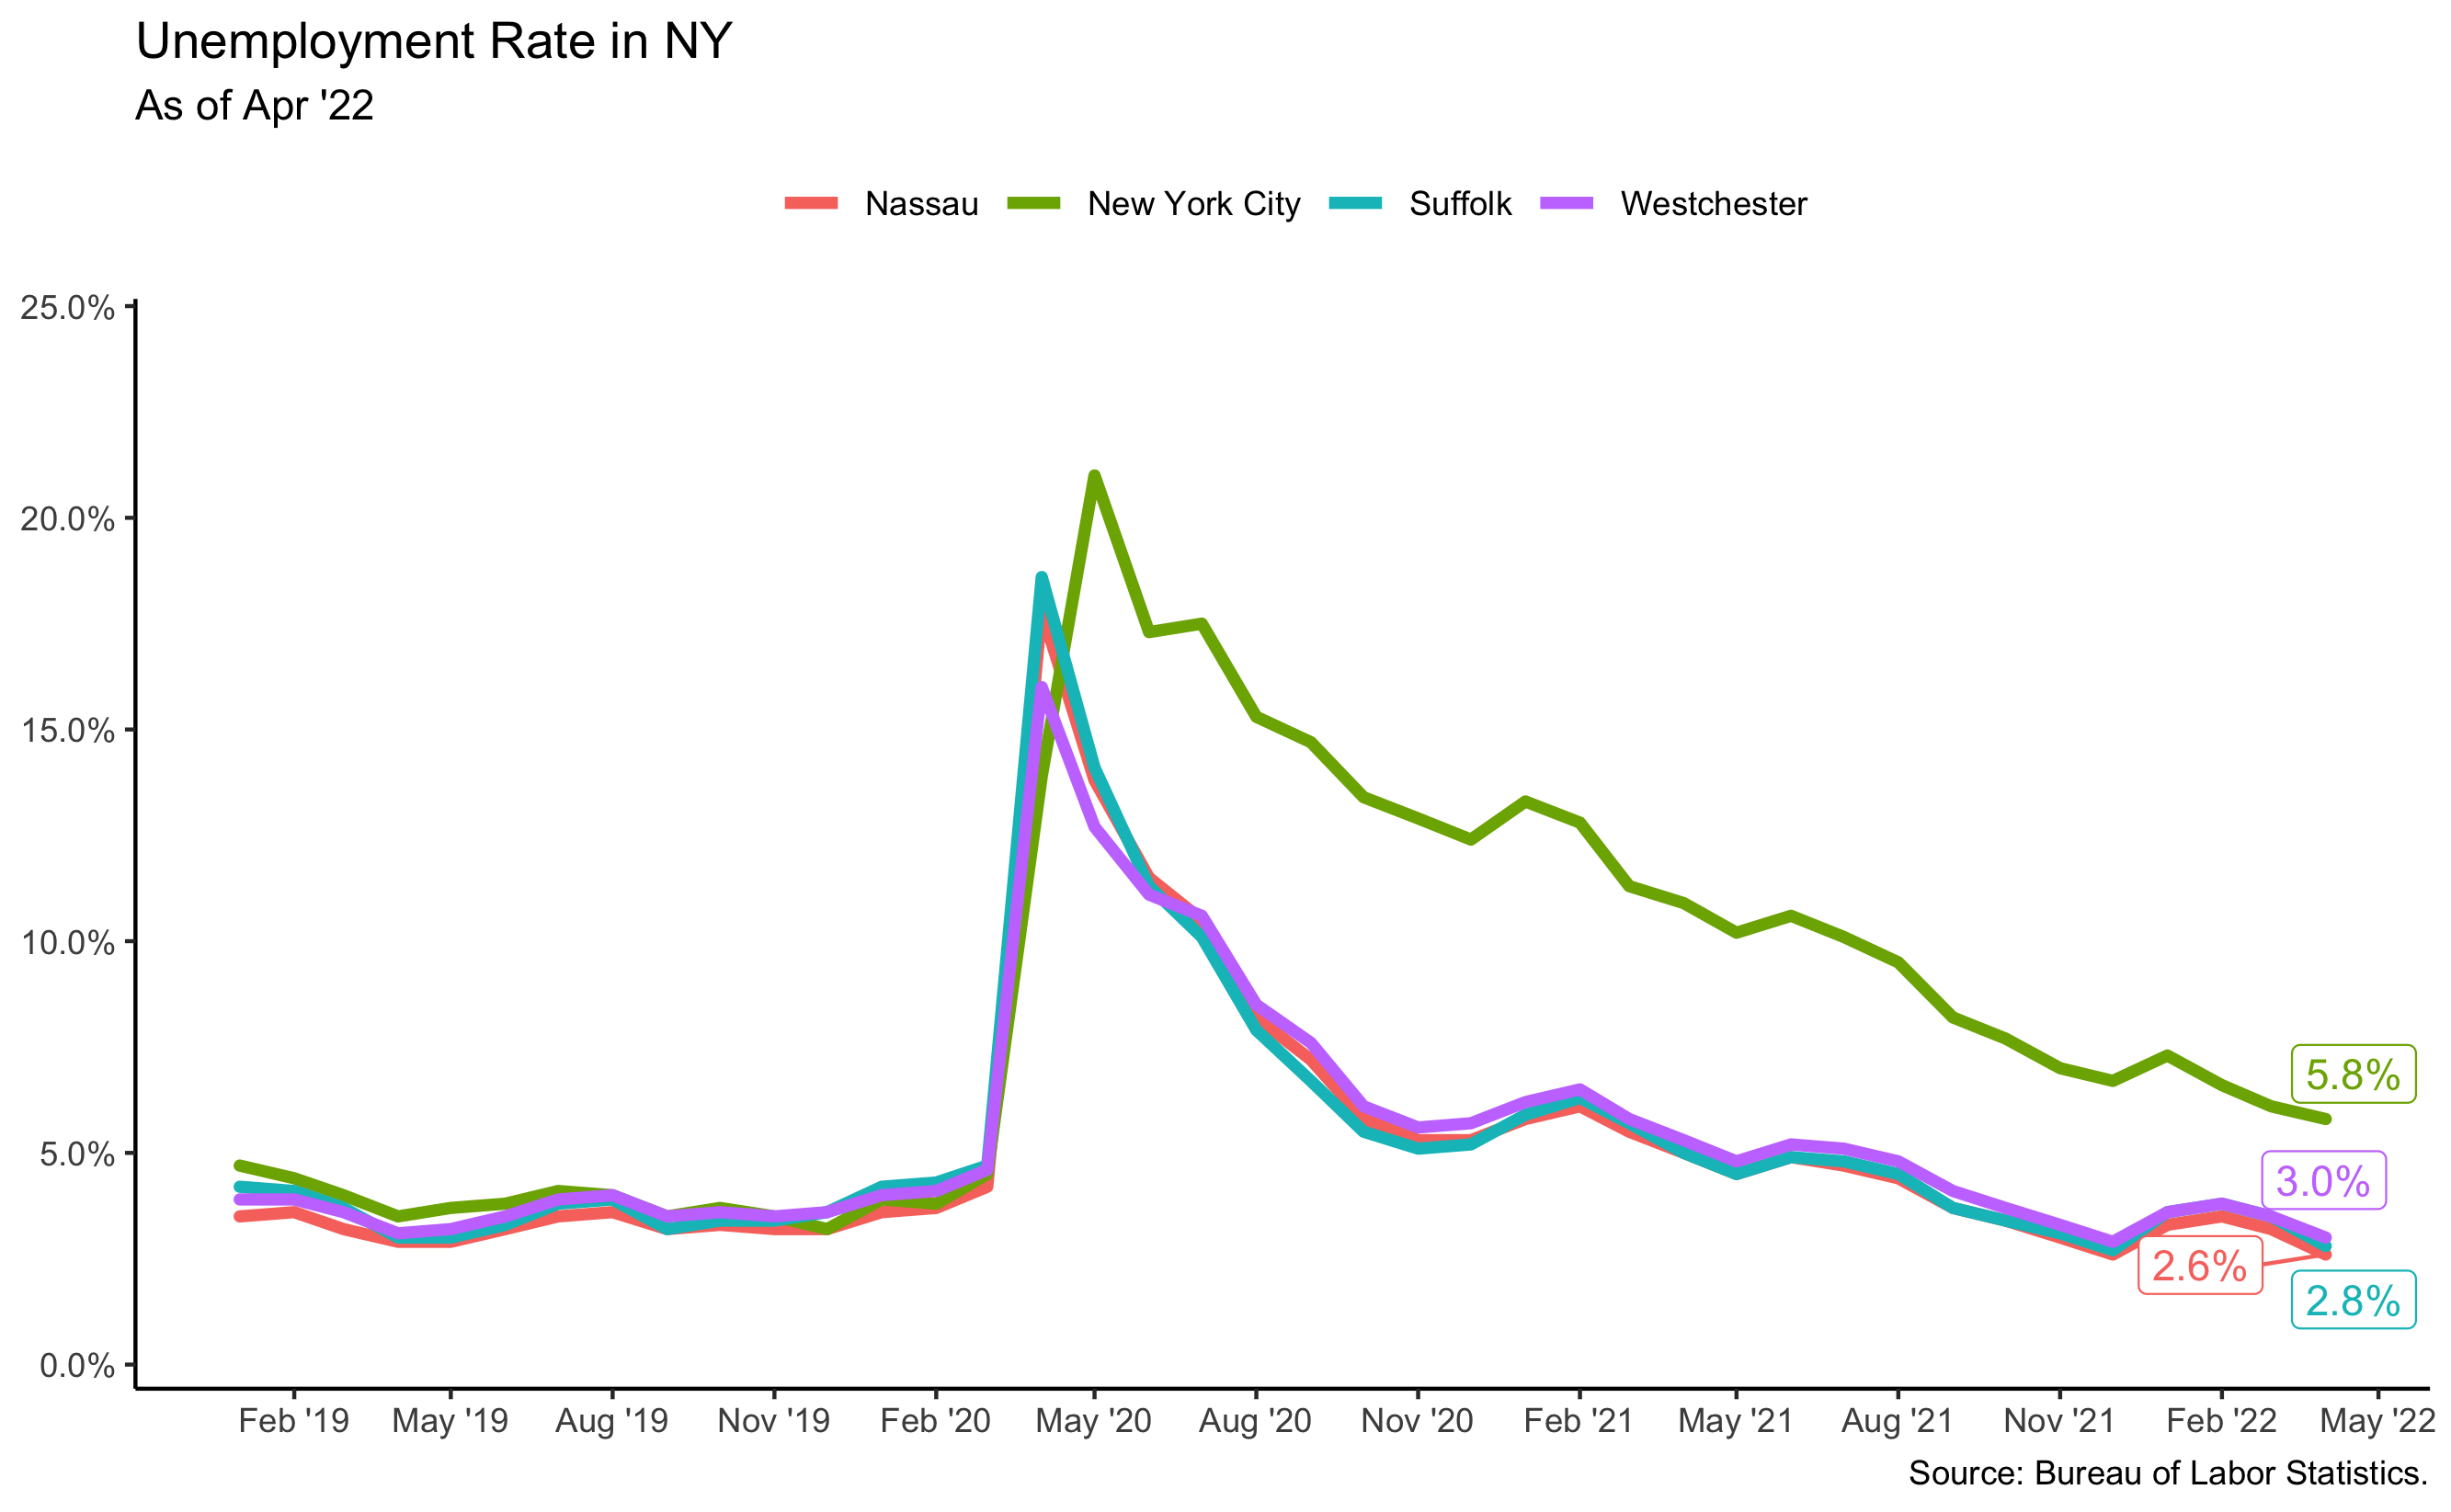 Unemployment Rate in NY
As of Apr '22
Nassau New York City Suffolk Westchester
25.0%
20.0%
15.0%
10.0%
5.0%
0.0%
5.8%
3.0%
2.6%
2.8%
Feb '19 May '19 Aug '19 Nov '19 Feb '20 May '20 Aug '20 Nov '20 Feb '21 May '21 Aug '21 Nov '21 Feb '22 May '22
Source: Bureau of Labor Statistics.